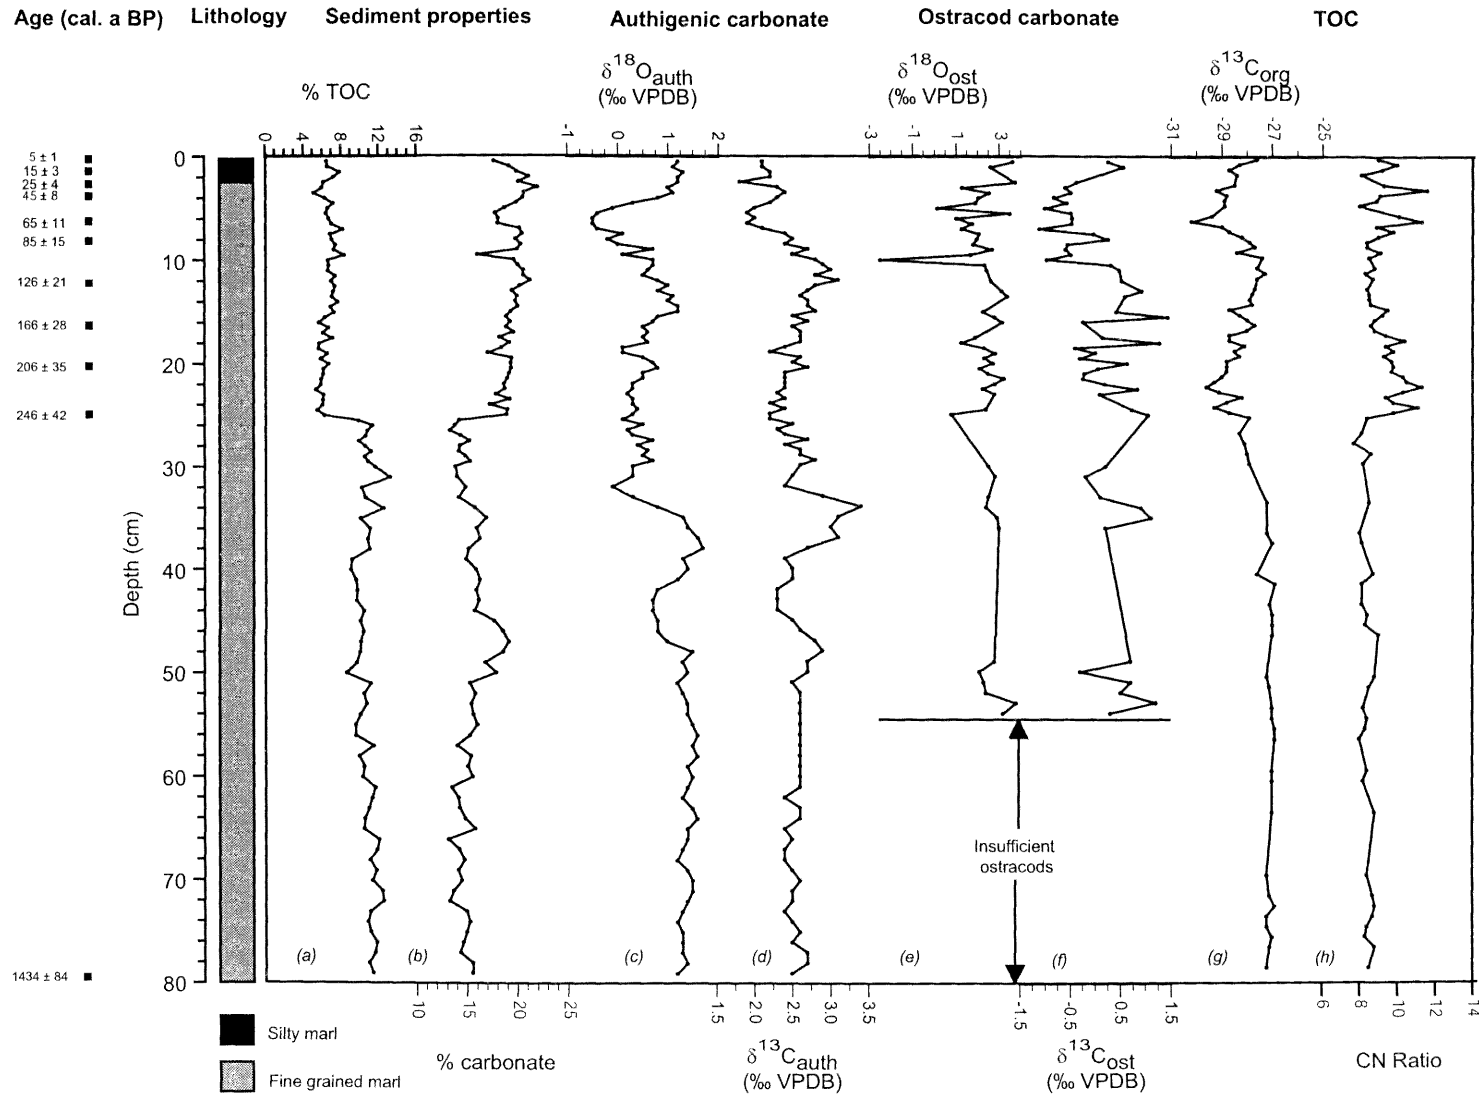 Age (cal. a BP) Lithology Sediment properties Authigenic carbonate Ostracod carbonate TOC
% TOC
δ18Oauth
(‰ VPDB)
δ18Oost
(‰ VPDB)
δ13Corg
(‰ VPDB)
0 4 8 12 16
-1 0 1 2
-3 -1 1 3
-31 -29 -27 -25
5 ± 1
15 ± 3
25 ± 4
45 ± 8
65 ± 11
85 ± 15
126 ± 21
166 ± 28
206 ± 35
246 ± 42
1434 ± 84
Depth (cm)
0
10
20
30
40
50
60
70
80
Insufficient
ostracods
(a) (b) (c) (d) (e) (f) (g) (h)
10 15 20 25
1.5 2.0 2.5 3.0 3.5
-1.5 -0.5 0.5 1.5
6 8 10 12 14
Silty marl
Fine grained marl
% carbonate
δ13Cauth
(‰ VPDB)
δ13Cost
(‰ VPDB)
CN Ratio